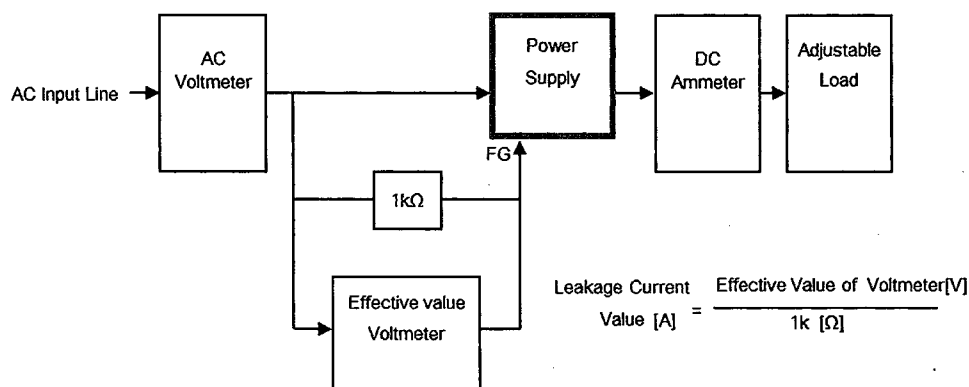 AC Input Line
AC
Voltmeter
Power
Supply
DC
Ammeter
Adjustable
Load
FG
1kΩ
Effective value
Voltmeter
Leakage Current
Value [A]
=
Effective Value of Voltmeter[V]
1k [Ω]